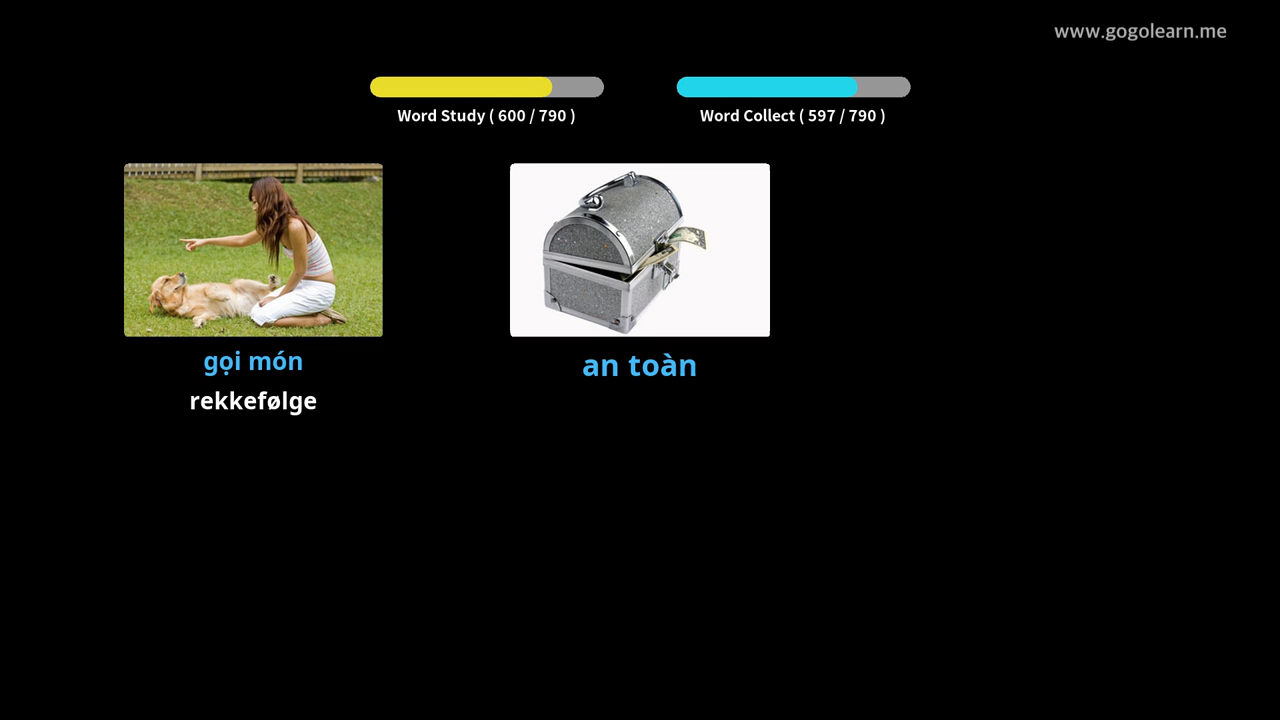 www.gogolearn.me
Word Study ( 600 / 790 )
Word Collect ( 597 / 790 )
gọi món
rekkefølge
an toàn